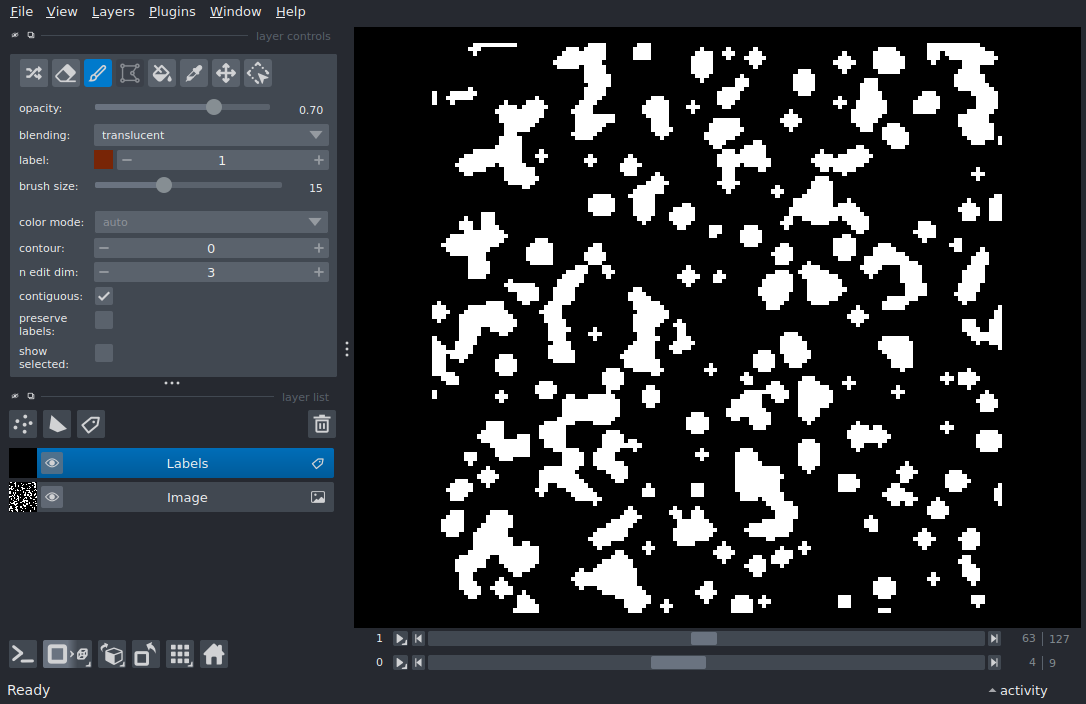 File View Layers Plugins Window Help
layer controls
opacity: 0.70
blending: translucent
label: 1
brush size: 15
color mode: auto
contour: 0
n edit dim: 3
contiguous:
preserve
labels:
show
selected:
layer list
Labels
Image
1 63 127
0 4 9
Ready activity